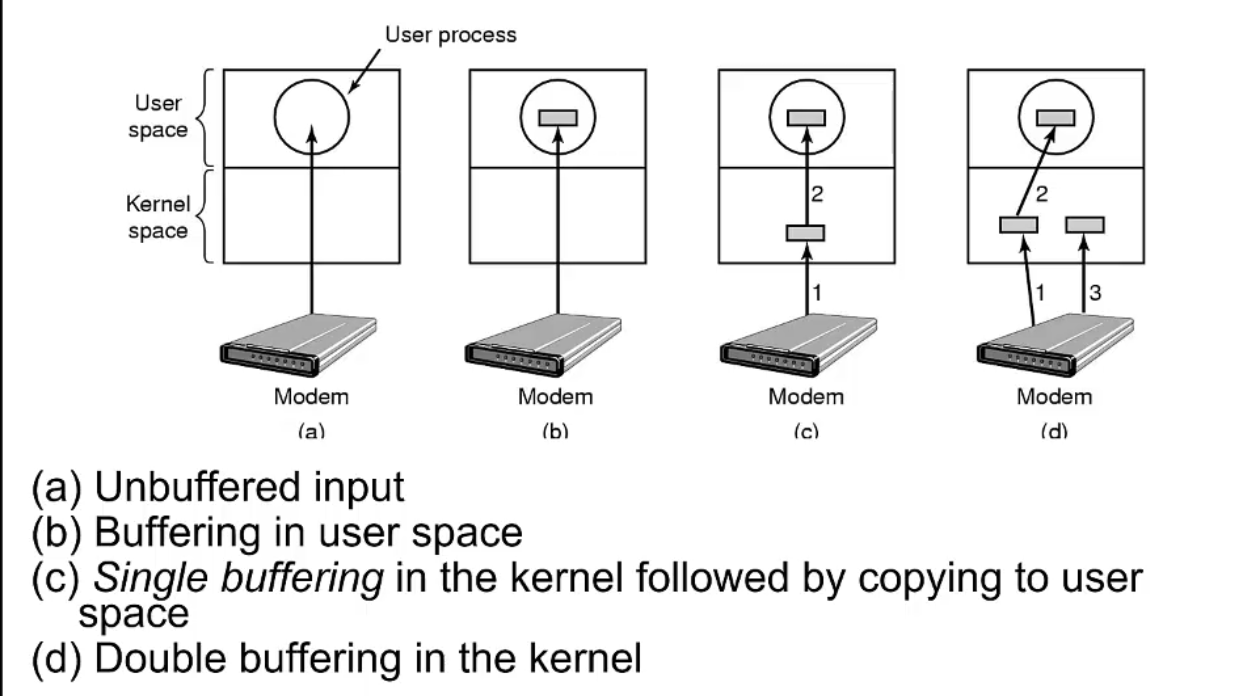 User process
User
space
Kernel
space
2
2
1
1
3
Modem
Modem
Modem
Modem
(a)
(b)
(c)
(d)
(a) Unbuffered input
(b) Buffering in user space
(c) Single buffering in the kernel followed by copying to user
space
(d) Double buffering in the kernel